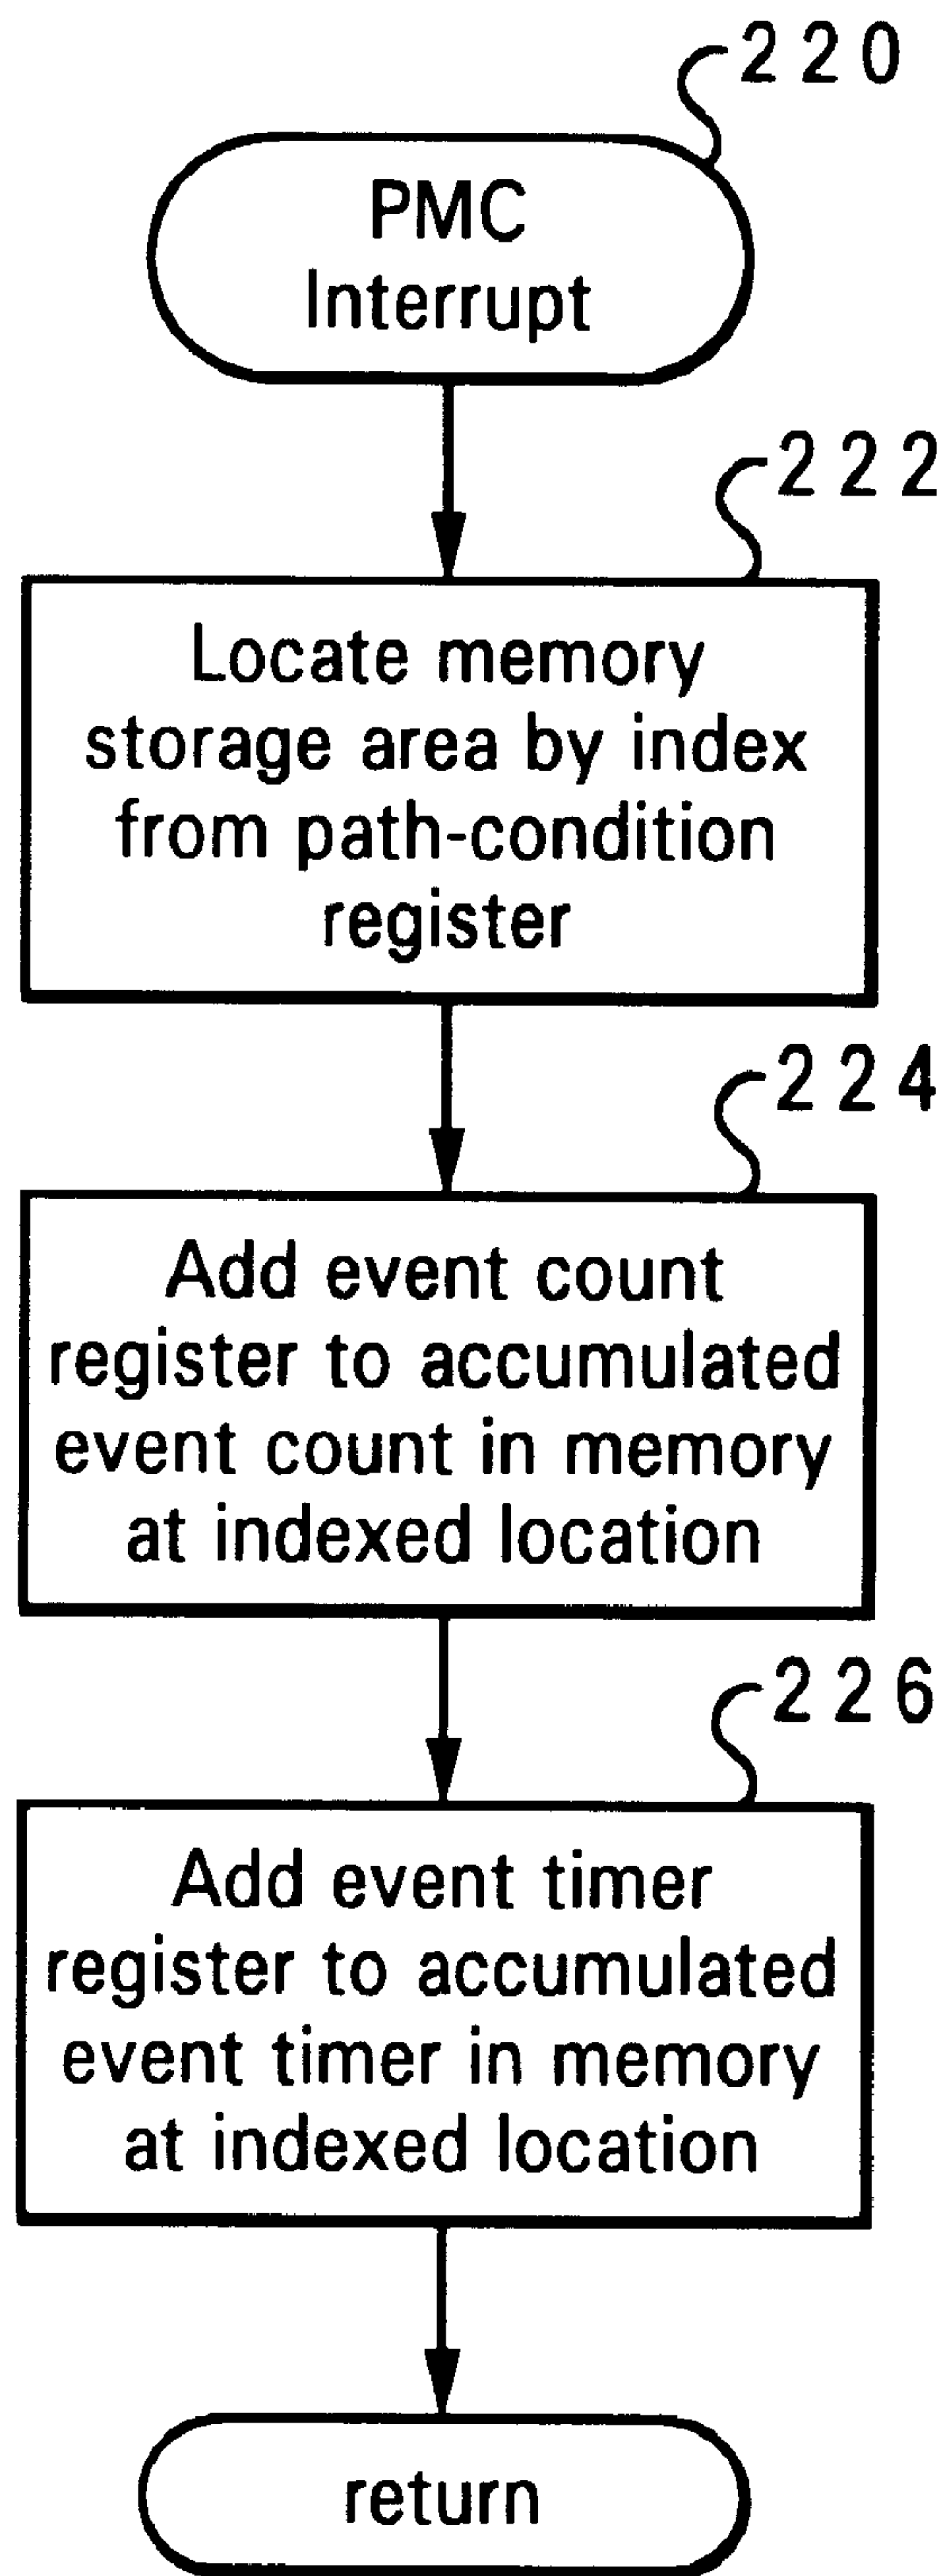 220
PMC
Interrupt
222
Locate memory
storage area by index
from path-condition
register
224
Add event count
register to accumulated
event count in memory
at indexed location
226
Add event timer
register to accumulated
event timer in memory
at indexed location
return